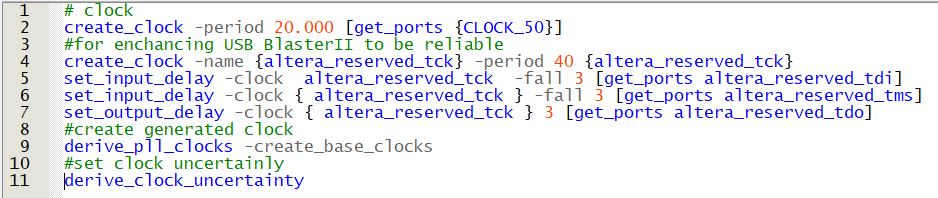 1 # clock
2 create_clock -period 20.000 [get_ports {CLOCK_50}]
3 #for enchancing USB BlasterII to be reliable
4 create_clock -name {altera_reserved_tck} -period 40 {altera_reserved_tck}
5 set_input_delay -clock  altera_reserved_tck  -fall 3 [get_ports altera_reserved_tdi]
6 set_input_delay -clock { altera_reserved_tck } -fall 3 [get_ports altera_reserved_tms]
7 set_output_delay -clock { altera_reserved_tck } 3 [get_ports altera_reserved_tdo]
8 #create generated clock
9 derive_pll_clocks -create_base_clocks
10 #set clock uncertainly
11 derive_clock_uncertainty